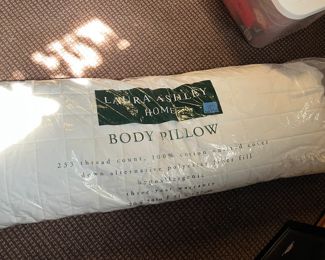 LAURA ASHLEY
HOME
BODY PILLOW
233 thread count, 100% cotton quilted cover
down alternative polyester fiber fill
hypoallergenic
three year warranty